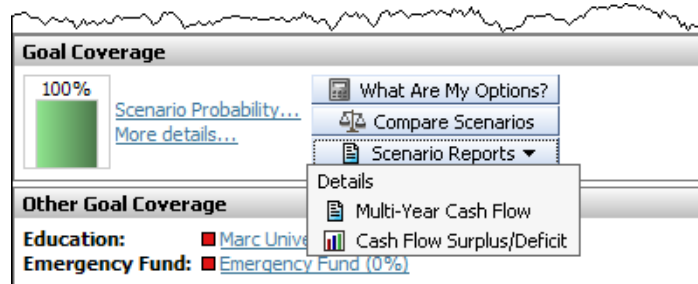 Goal Coverage
100%
Scenario Probability...
More details...
What Are My Options?
Compare Scenarios
Scenario Reports
Details
Multi-Year Cash Flow
Cash Flow Surplus/Deficit
Other Goal Coverage
Education: Marc Unive
Emergency Fund: Emergency Fund (0%)